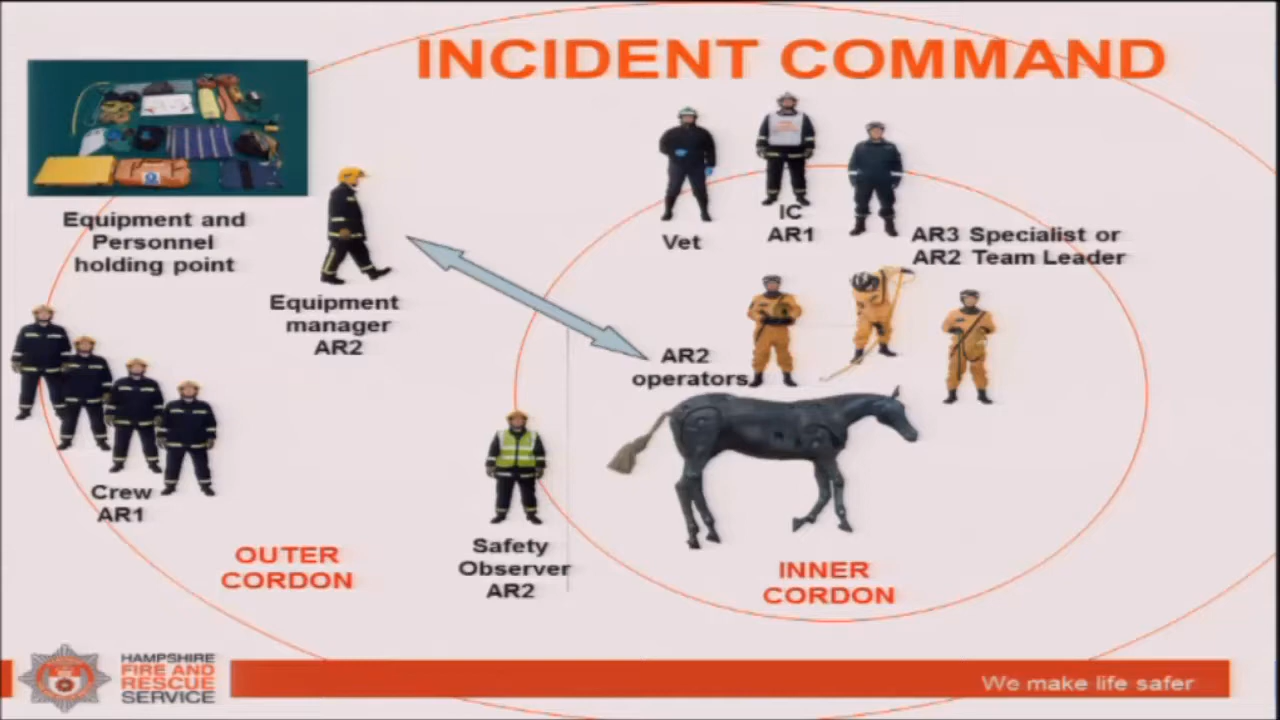 INCIDENT COMMAND
Equipment and
Personnel
holding point
Equipment
manager
AR2
Vet
IC
AR1
AR3 Specialist or
AR2 Team Leader
AR2
operators
Crew
AR1
Safety
Observer
AR2
OUTER
CORDON
INNER
CORDON
HAMPSHIRE
FIRE AND
RESCUE
SERVICE
We make life safer